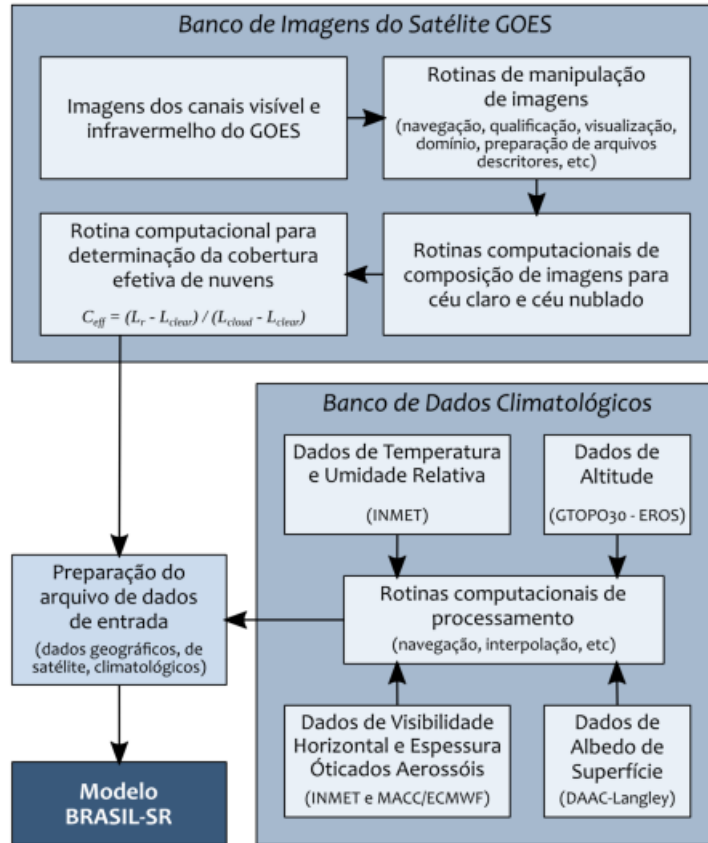 Banco de Imagens do Satélite GOES
Imagens dos canais visível e
infravermelho do GOES
Rotinas de manipulação
de imagens
(navegação, qualificação, visualização,
domínio, preparação de arquivos
descritores, etc)
Rotina computacional para
determinação da cobertura
efetiva de nuvens
C_eff = (L_r - L_clear) / (L_cloud - L_clear)
Rotinas computacionais de
composição de imagens para
céu claro e céu nublado
Banco de Dados Climatológicos
Dados de Temperatura
e Umidade Relativa
(INMET)
Dados de
Altitude
(GTOPO30 - EROS)
Preparação do
arquivo de dados
de entrada
(dados geográficos, de
satélite, climatológicos)
Rotinas computacionais de
processamento
(navegação, interpolação, etc)
Dados de Visibilidade
Horizontal e Espessura
Óticados Aerossóis
(INMET e MACC/ECMWF)
Dados de
Albedo de
Superfície
(DAAC-Langley)
Modelo
BRASIL-SR